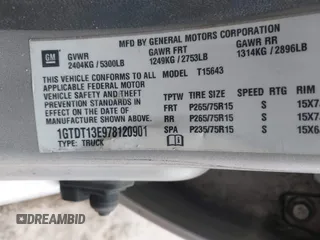 MFD BY GENERAL MOTORS CORPORATION
GM GVWR GAWR FRT GAWR RR
2404KG / 5300LB 1249KG / 2753LB 1314KG / 2896LB
THIS VEHICLE CONFORMS TO ALL MODEL T15643
APPLICABLE FEDERAL MOTOR
VEHICLE SAFETY AND THEFT TPTW TIRE SIZE SPEED RTG RIM
PREVENTION STANDARDS IN EFFECT FRT P265/75R15 S 15X7
ON THE DATE OF MANUFACTURE RR P265/75R15 S 15X7
1GTDT13E978120901 SPA P235/75R15 S 15X6
TYPE: TRUCK
@DREAMBID
DREAMBID.COM